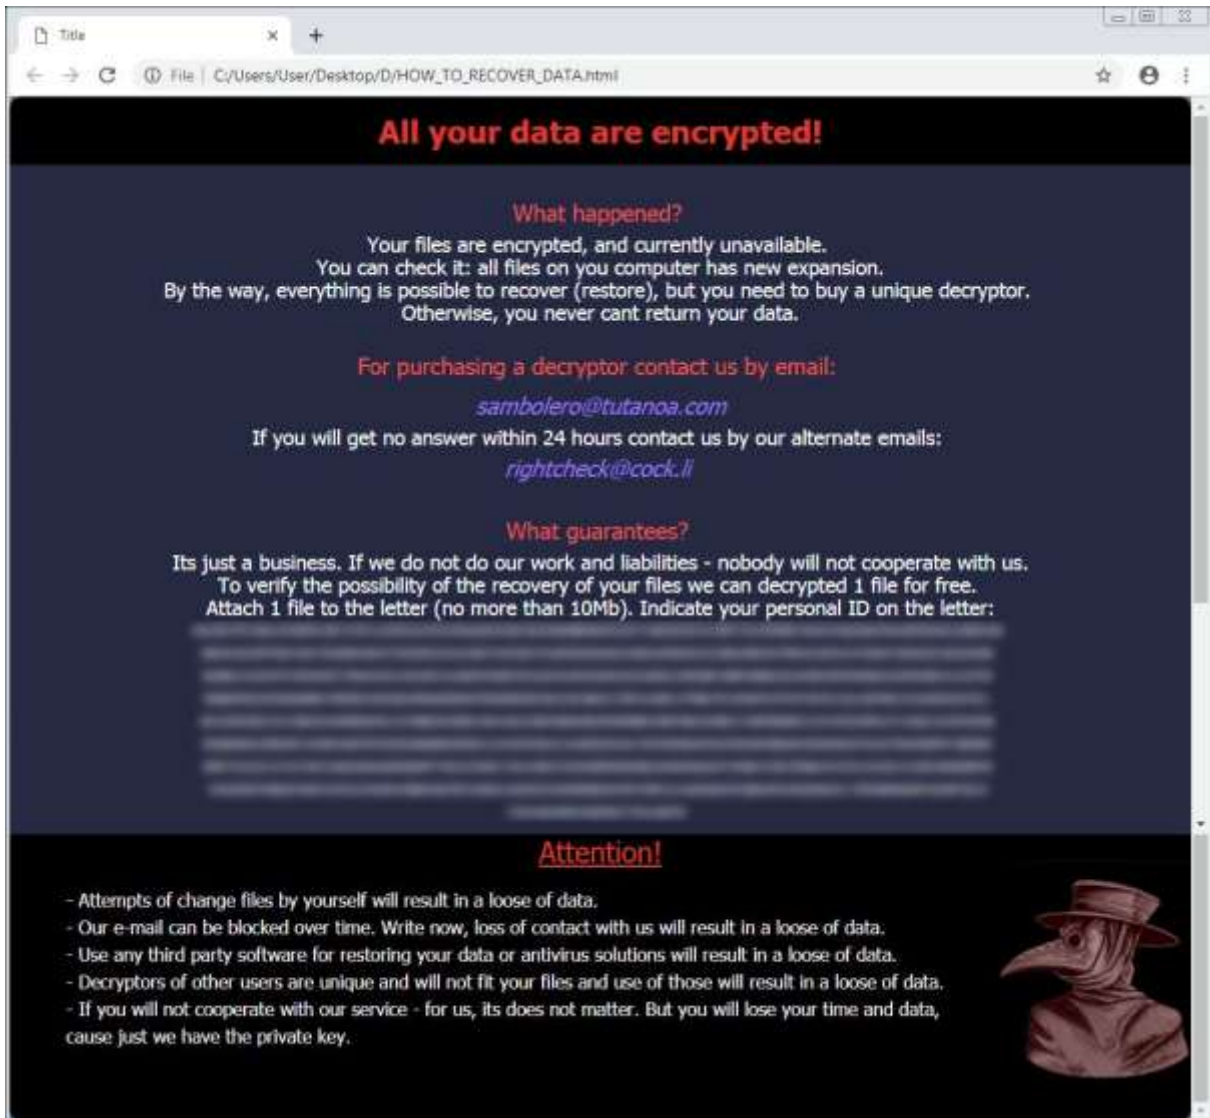 Title
File | C:/Users/User/Desktop/D/HOW_TO_RECOVER_DATA.html
All your data are encrypted!
What happened?
Your files are encrypted, and currently unavailable.
You can check it: all files on you computer has new expansion.
By the way, everything is possible to recover (restore), but you need to buy a unique decryptor.
Otherwise, you never cant return your data.
For purchasing a decryptor contact us by email:
sambolero@tutanoa.com
If you will get no answer within 24 hours contact us by our alternate emails:
rightcheck@cock.li
What guarantees?
Its just a business. If we do not do our work and liabilities - nobody will not cooperate with us.
To verify the possibility of the recovery of your files we can decrypted 1 file for free.
Attach 1 file to the letter (no more than 10Mb). Indicate your personal ID on the letter:
Attention!
- Attempts of change files by yourself will result in a loose of data.
- Our e-mail can be blocked over time. Write now, loss of contact with us will result in a loose of data.
- Use any third party software for restoring your data or antivirus solutions will result in a loose of data.
- Decryptors of other users are unique and will not fit your files and use of those will result in a loose of data.
- If you will not cooperate with our service - for us, its does not matter. But you will lose your time and data,
cause just we have the private key.